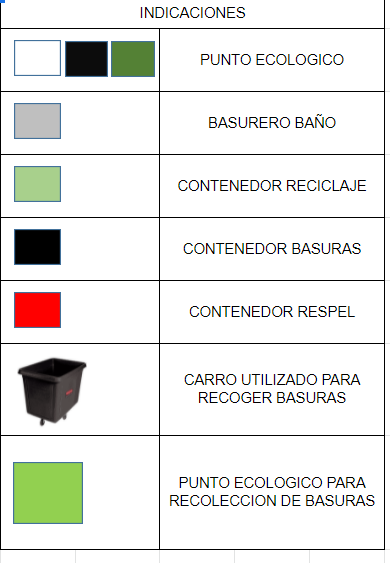 INDICACIONES
PUNTO ECOLOGICO
BASURERO BAÑO
CONTENEDOR RECICLAJE
CONTENEDOR BASURAS
CONTENEDOR RESPEL
CARRO UTILIZADO PARA
RECOGER BASURAS
PUNTO ECOLOGICO PARA
RECOLECCION DE BASURAS